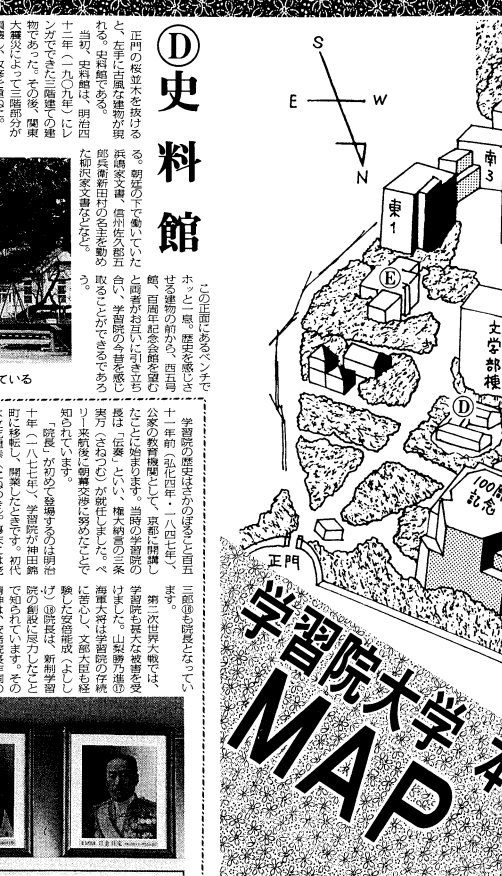 Ⓓ史料館
正門の桜並木を抜ける
と、左手に古風な建物が現
れる。史料館である。
当初、史料館は、明治四
十二年(一九〇九年)にレ
ンガでできた三階建ての建
物であった。その後、関東
大震災によって三階部分が
る。朝廷の下で働いていた
浜嶋家文書、信州佐久郡五
郎兵衛新田村の名主を勤め
た柳沢家文書などなど。
この正面にあるベンチで
ホッと一息。歴史を感じさ
せる建物の前から、西五号
館、百周年記念会館を望む
と両者がお互いに引き立ち
合い、学習院の今昔を感じ
取ることができるであろ
う。
ている
学習院の歴史はさかのぼること百五
十一年前(弘化四年・一八四七年)、
公家の教育機関として、京都に開講し
たことに始まります。当時の学習院の
長は「伝奏」といい、権大納言の三条
実万(さねつむ)が就任しました。ペ
リー来航後に朝幕交渉に努めたことで
知られています。
「院長」が初めて登場するのは明治
十年(一八七七年)、学習院が神田錦
町に移転し、開業したときです。初代
三郎⑱も院長となってい
ます。
第二次世界大戦では、
学習院も甚大な被害を受
けました。山梨勝乃進⑰
海軍大将は学習院の存続
に苦心し、文部大臣も経
験した安倍能成(よしし
げ)⑱院長は、新制学習
院の創設に尽力したこと
で知られています。その
S
E
W
N
南3
東1
Ⓔ
文学部棟
Ⓓ
100周年
記念
正門
学習院大学
本
MAP